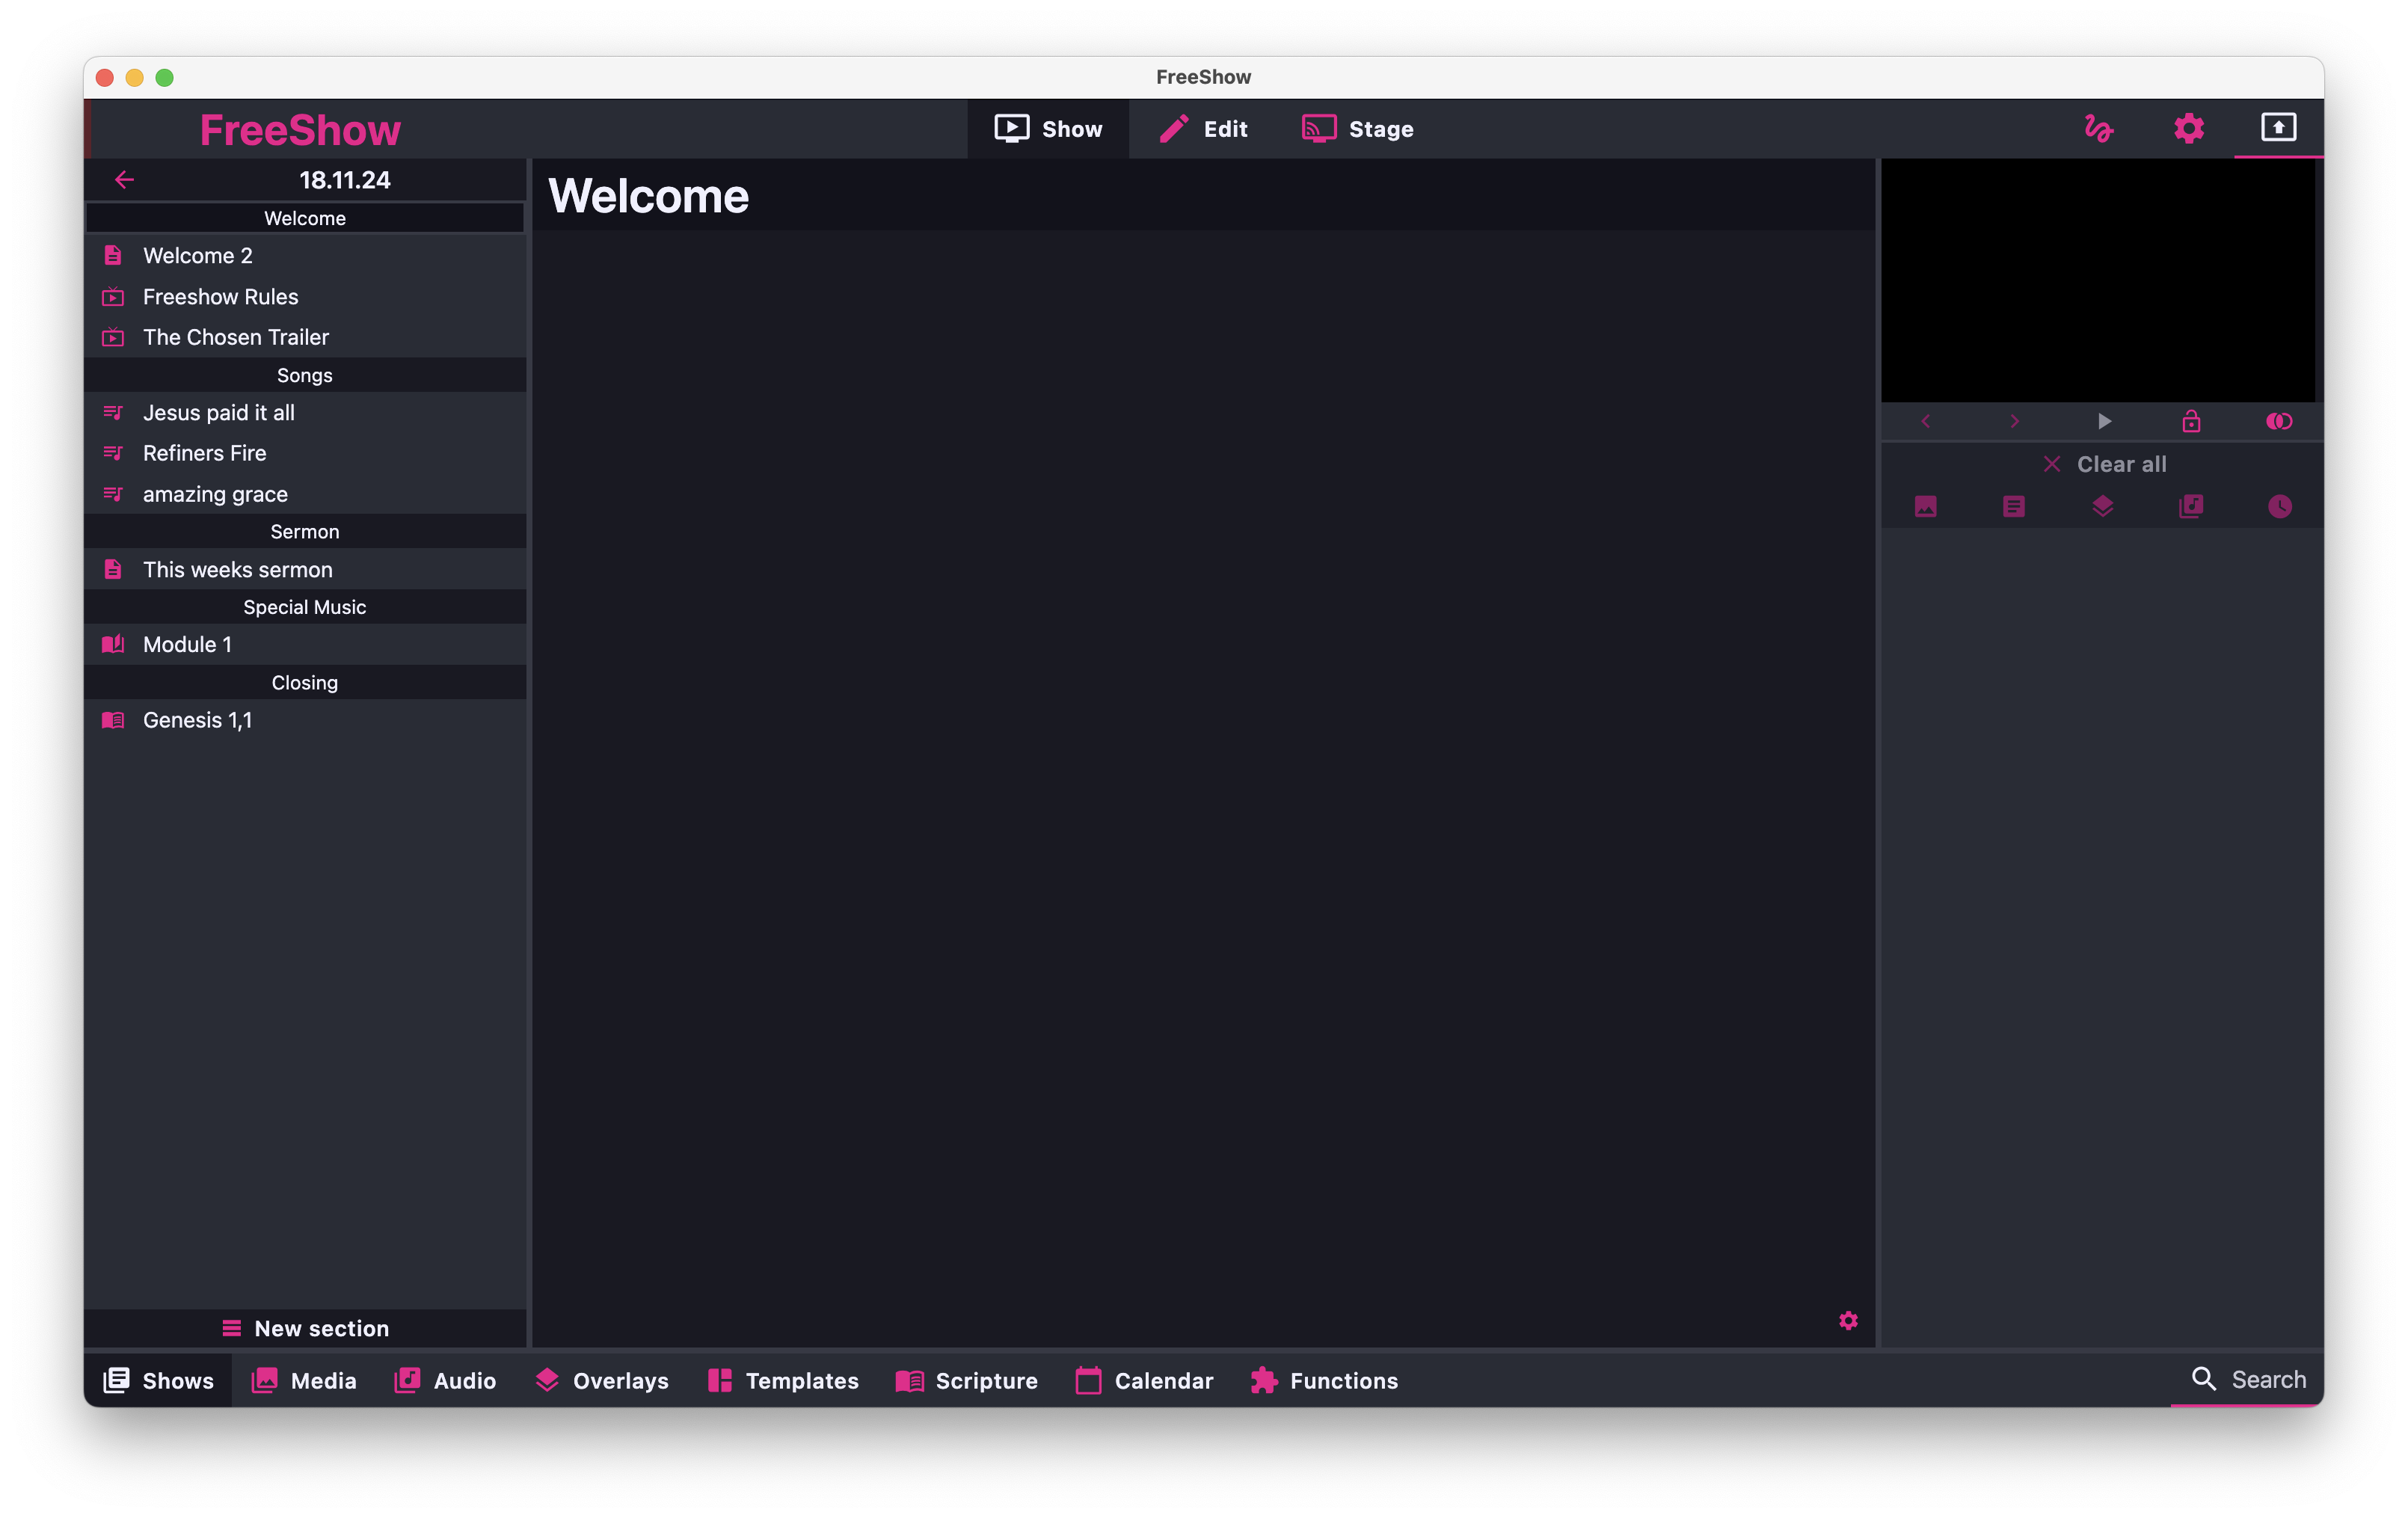 FreeShow
FreeShow
Show
Edit
Stage
18.11.24
Welcome
Welcome 2
Freeshow Rules
The Chosen Trailer
Songs
Jesus paid it all
Refiners Fire
amazing grace
Sermon
This weeks sermon
Special Music
Module 1
Closing
Genesis 1,1
New section
Welcome
Clear all
Shows
Media
Audio
Overlays
Templates
Scripture
Calendar
Functions
Search